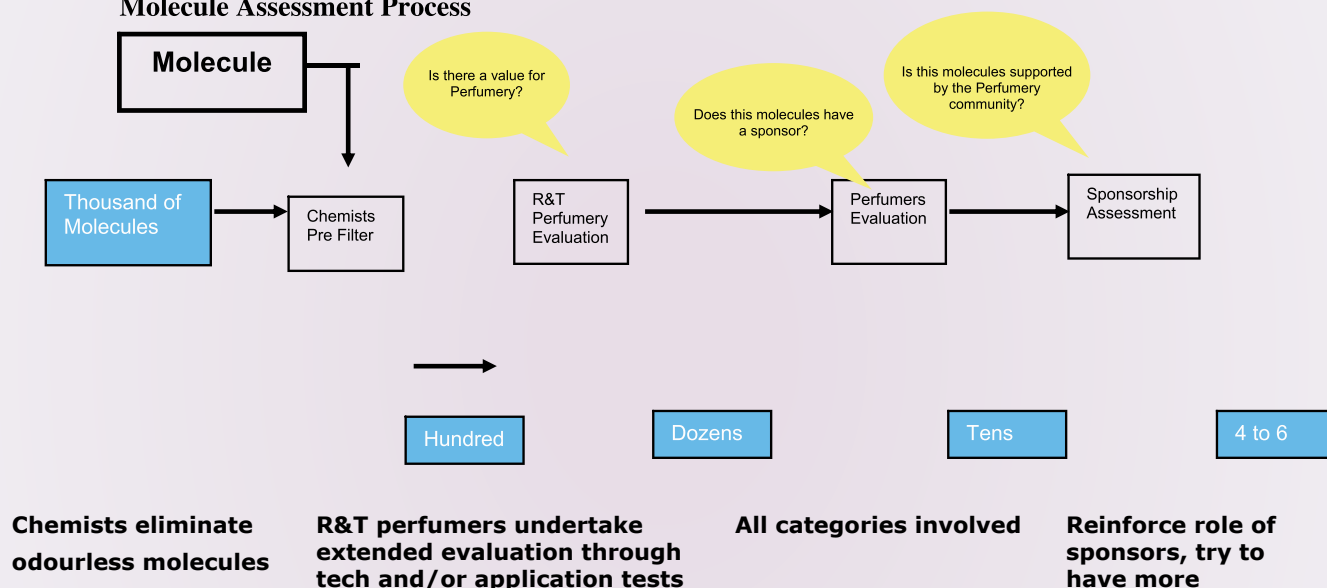 Molecule Assessment Process
Molecule
Is there a value for
Perfumery?
Does this molecules have
a sponsor?
Is this molecules supported
by the Perfumery
community?
Thousand of
Molecules
Chemists
Pre Filter
R&T
Perfumery
Evaluation
Perfumers
Evaluation
Sponsorship
Assessment
Hundred
Dozens
Tens
4 to 6
Chemists eliminate
odourless molecules
R&T perfumers undertake
extended evaluation through
tech and/or application tests
All categories involved
Reinforce role of
sponsors, try to
have more